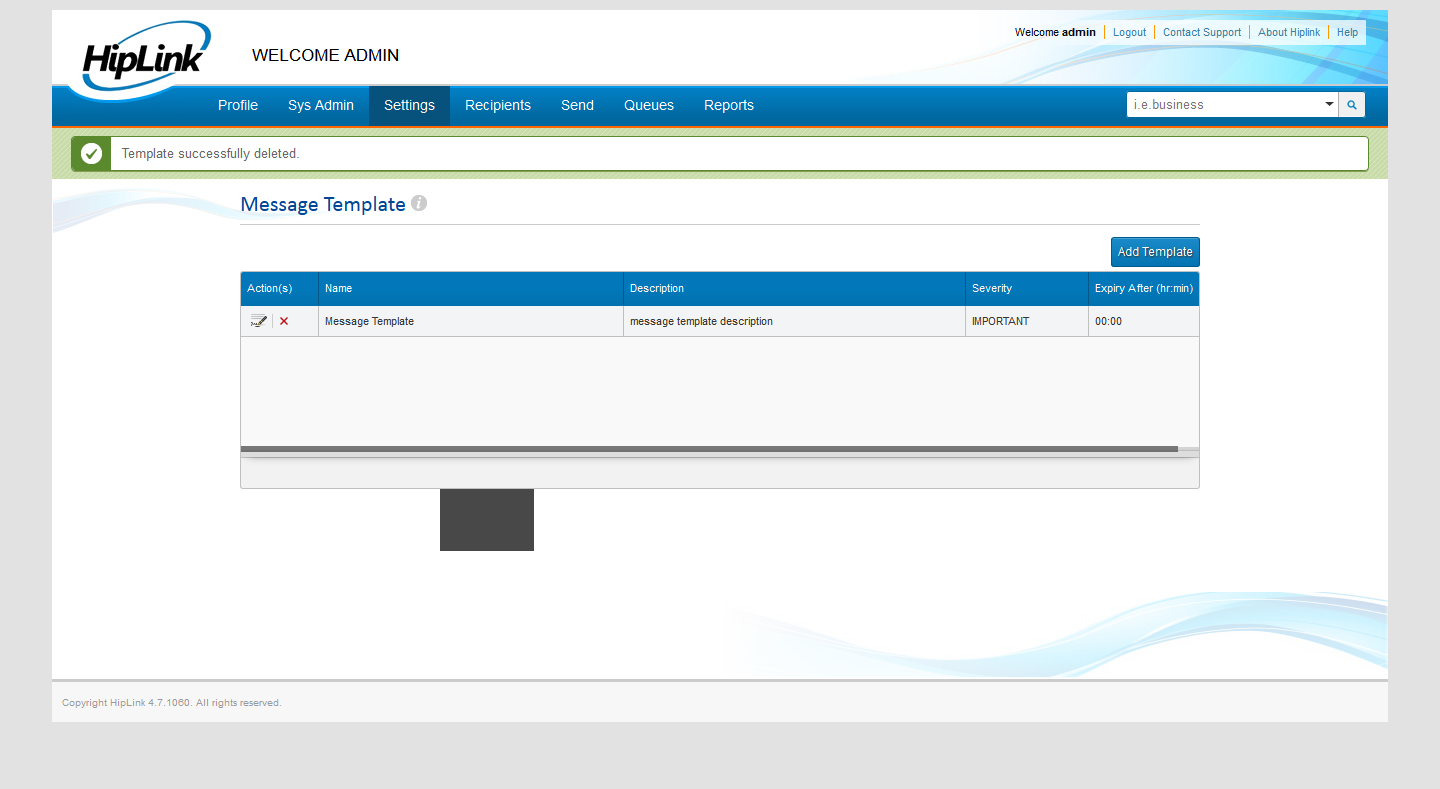 HipLink
WELCOME ADMIN
Welcome admin Logout Contact Support About Hiplink Help
Profile Sys Admin Settings Recipients Send Queues Reports i.e.business
Template successfully deleted.
Message Template i
Add Template
Action(s) Name Description Severity Expiry After (hr:min)
Message Template message template description IMPORTANT 00:00
Copyright HipLink 4.7.1060. All rights reserved.